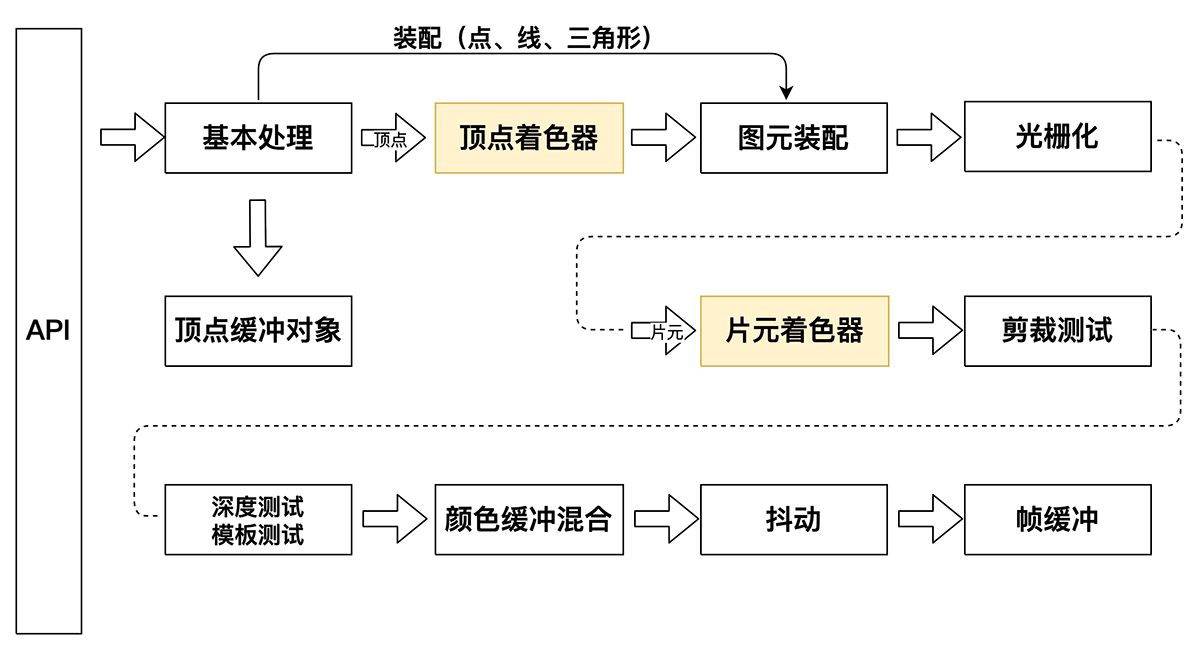 装配（点、线、三角形）
API
基本处理
顶点
顶点着色器
图元装配
光栅化
顶点缓冲对象
片元
片元着色器
剪裁测试
深度测试
模板测试
颜色缓冲混合
抖动
帧缓冲